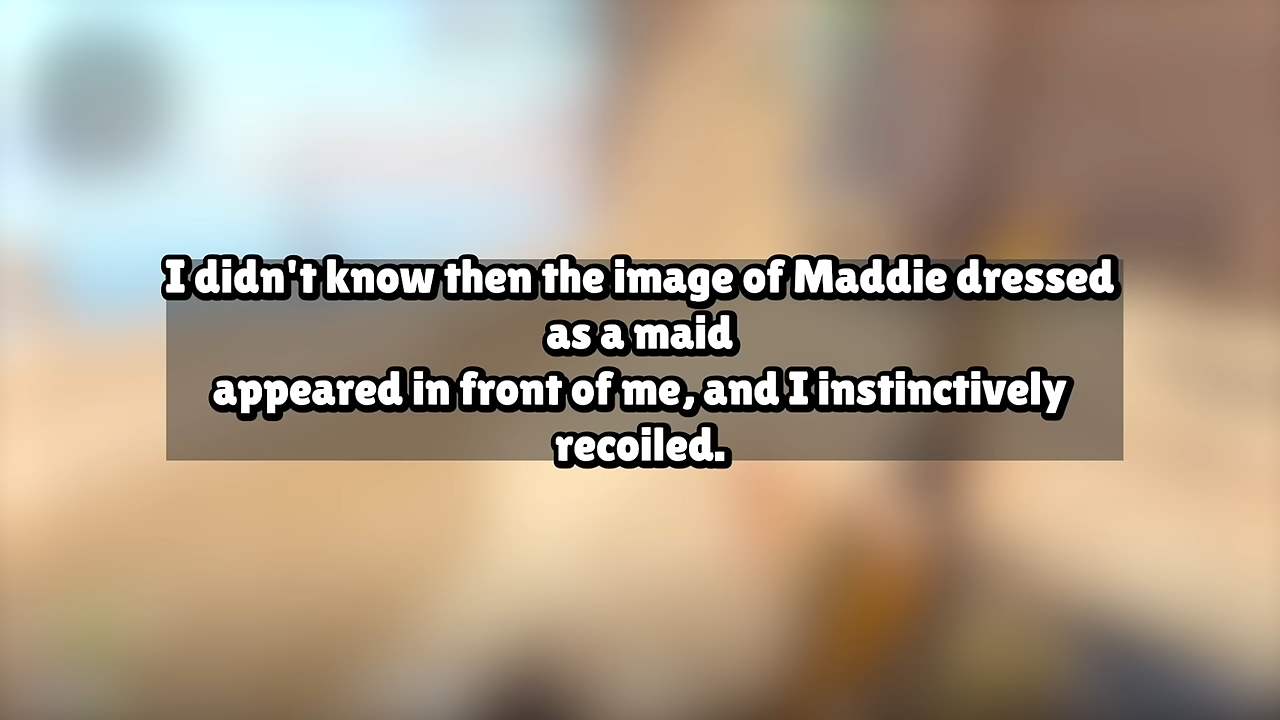 I didn't know then the image of Maddie dressed
as a maid
appeared in front of me, and I instinctively
recoiled.